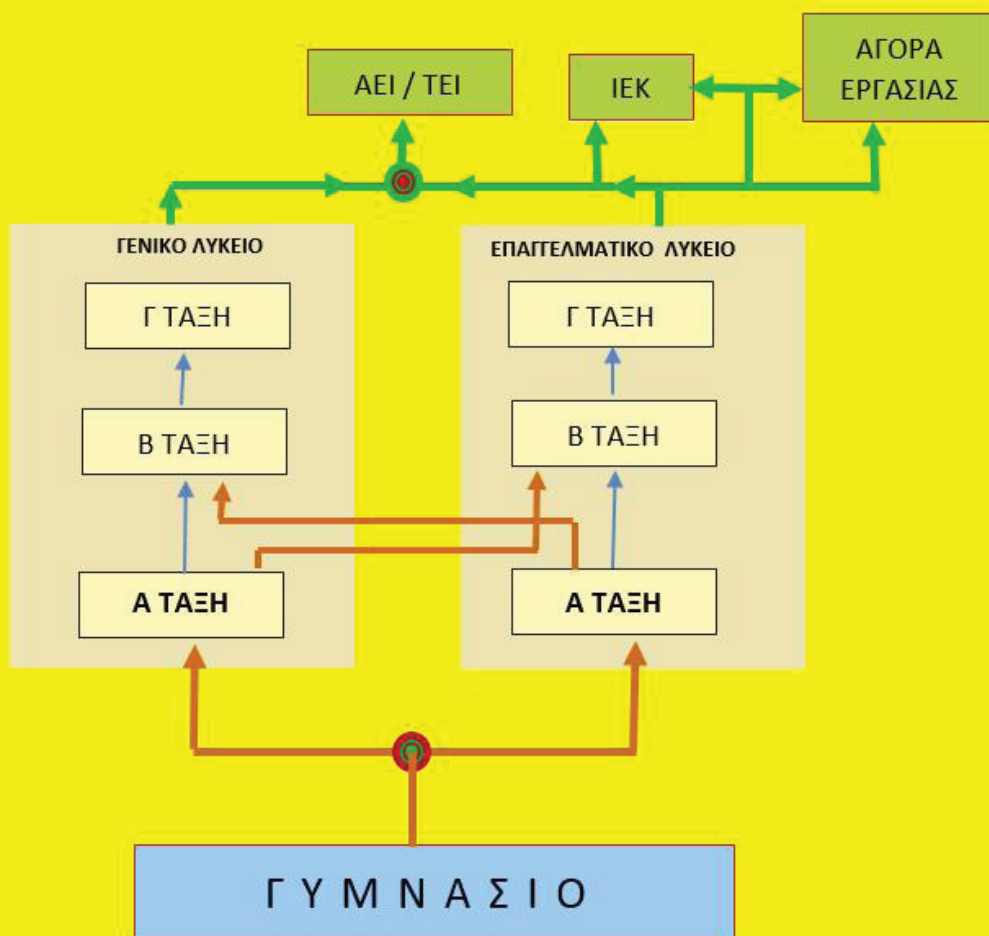 ΑΕΙ / ΤΕΙ
ΙΕΚ
ΑΓΟΡΑ
ΕΡΓΑΣΙΑΣ
ΓΕΝΙΚΟ ΛΥΚΕΙΟ
ΕΠΑΓΓΕΛΜΑΤΙΚΟ ΛΥΚΕΙΟ
Γ ΤΑΞΗ
Γ ΤΑΞΗ
Β ΤΑΞΗ
Β ΤΑΞΗ
Α ΤΑΞΗ
Α ΤΑΞΗ
Γ Υ Μ Ν Α Σ Ι Ο